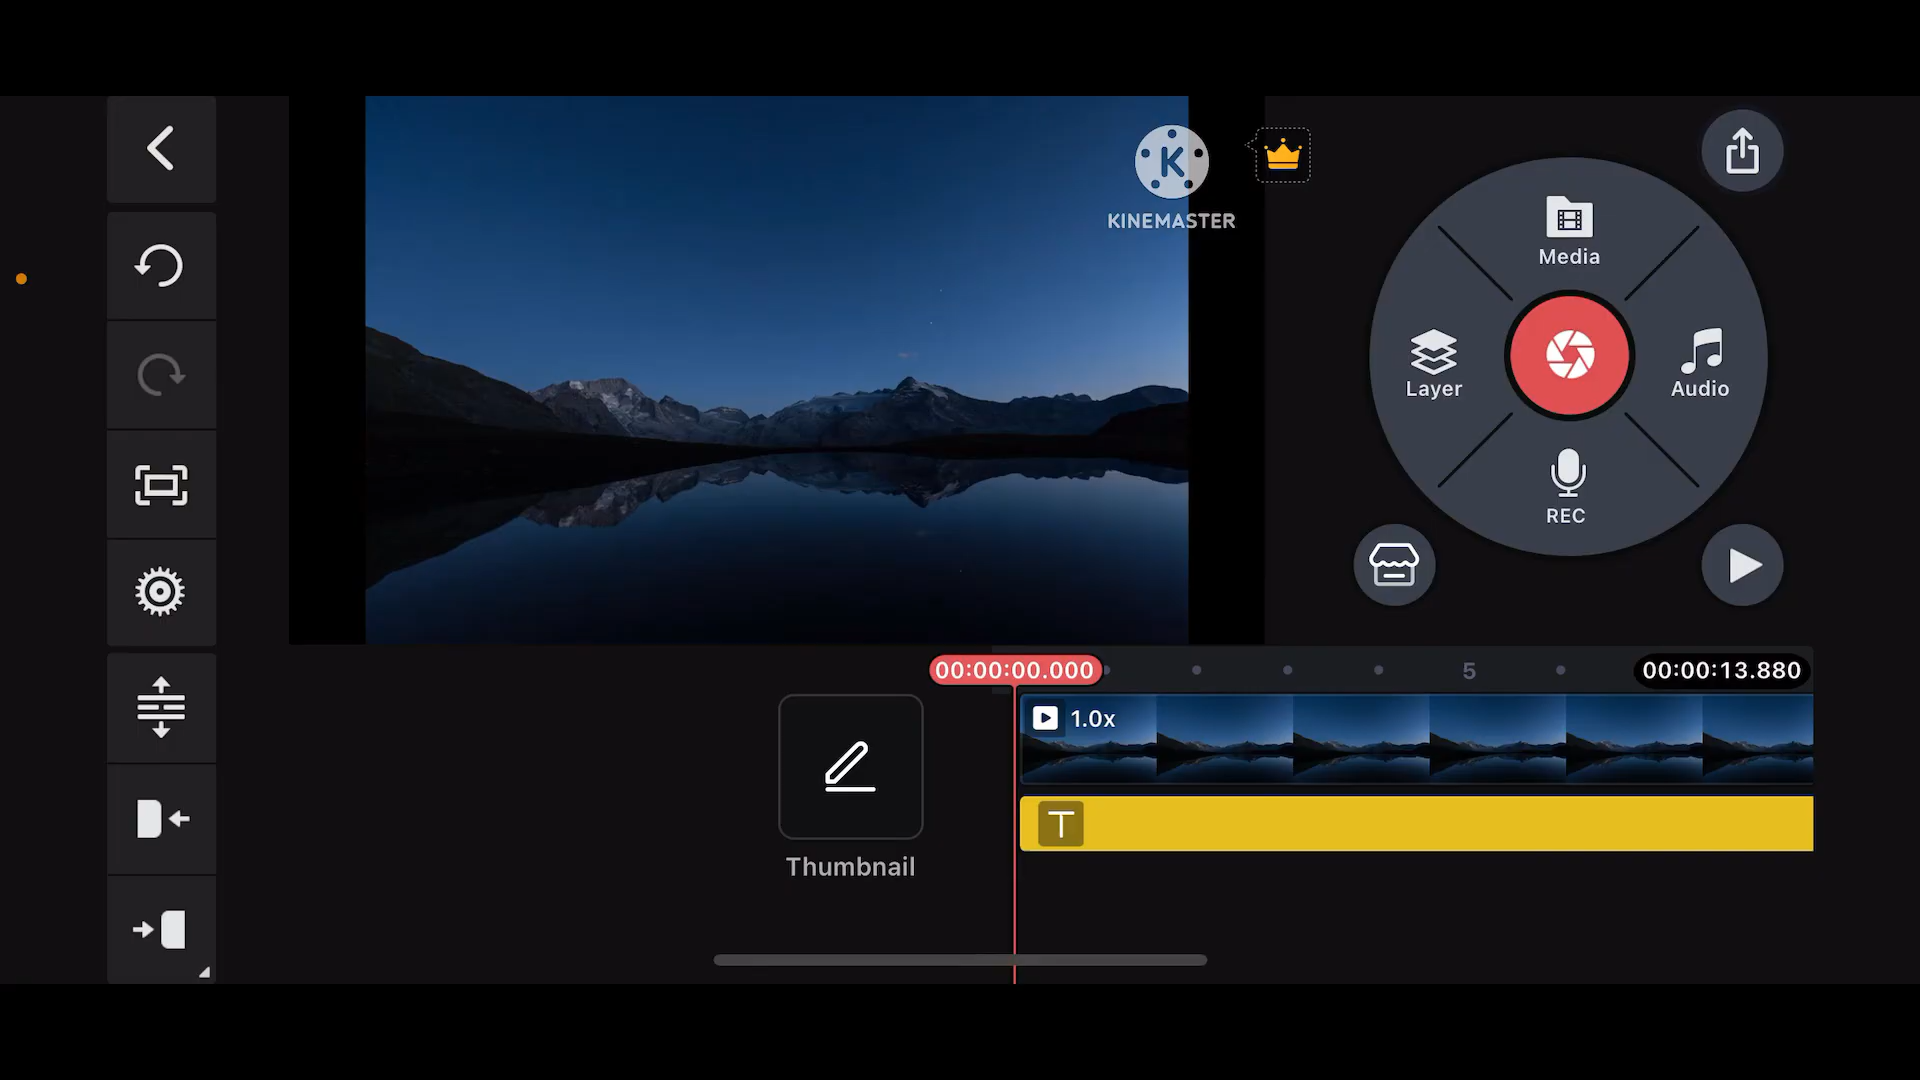 K
KINEMASTER
Media
Layer
Audio
REC
00:00:00.000
5
00:00:13.880
1.0x
T
Thumbnail